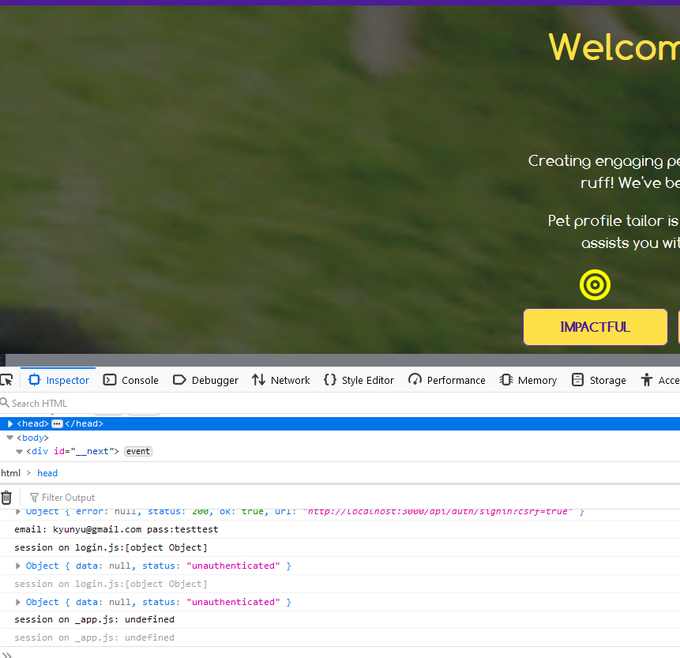 Welcom
Creating engaging pe
ruff! We've be
Pet profile tailor is
assists you wit
IMPACTFUL
Inspector Console Debugger Network Style Editor Performance Memory Storage Acce
Search HTML
<head> ••• </head>
<body>
<div id="__next"> event
html > head
Filter Output
Object { error: null, status: 200, ok: true, url: "http://localhost:3000/api/auth/signin?csrf=true" }
email: kyunyu@gmail.com pass:testtest
session on login.js:[object Object]
Object { data: null, status: "unauthenticated" }
session on login.js:[object Object]
Object { data: null, status: "unauthenticated" }
session on _app.js: undefined
session on _app.js: undefined